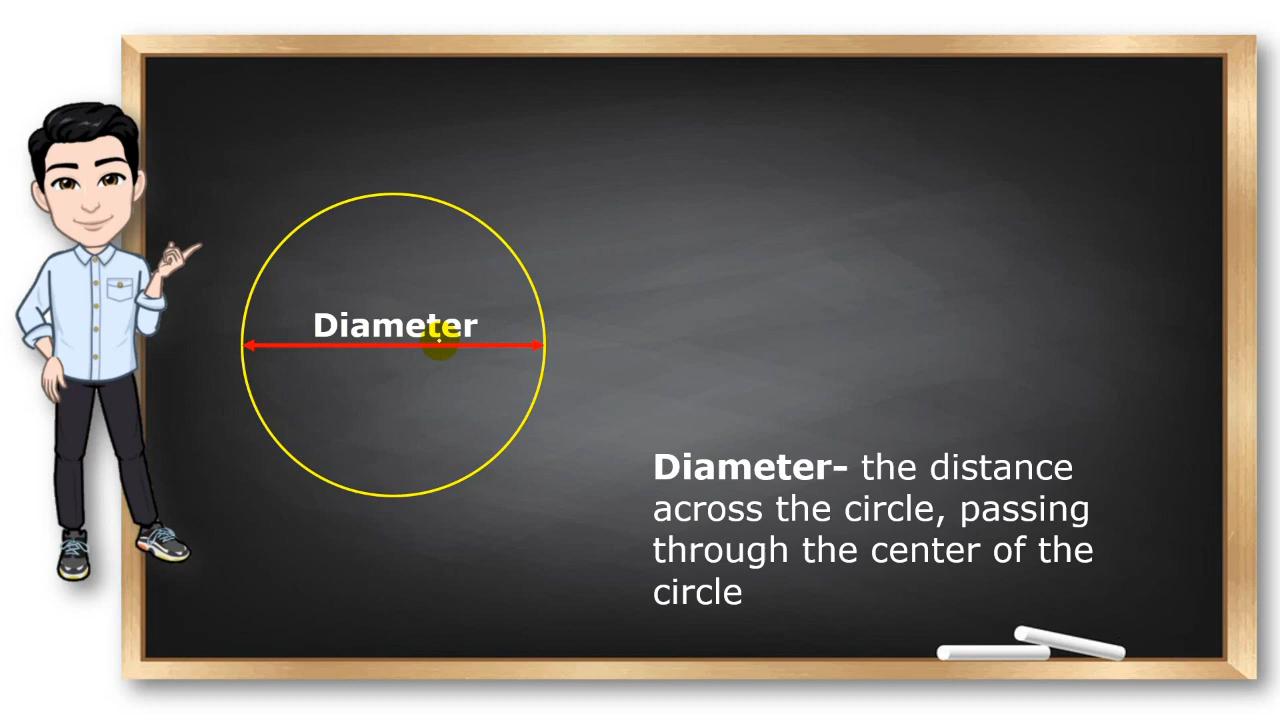 Diameter
Diameter- the distance
across the circle, passing
through the center of the
circle